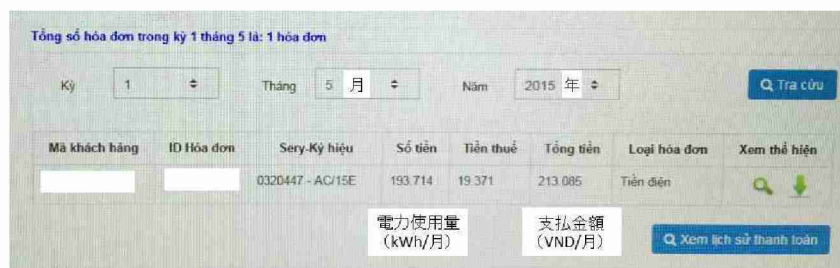 Tổng số hóa đơn trong kỳ 1 tháng 5 là: 1 hóa đơn
Kỳ 1 Tháng 5 月 Năm 2015 年 Tra cứu
Mã khách hàng ID Hóa đơn Sery-Ký hiệu Số tiền Tiền thuế Tổng tiền Loại hóa đơn Xem thể hiện
0320447 - AC/15E 193.714 19.371 213.085 Tiền điện
電力使用量 支払金額
(kWh/月) (VND/月) Xem lịch sử thanh toán